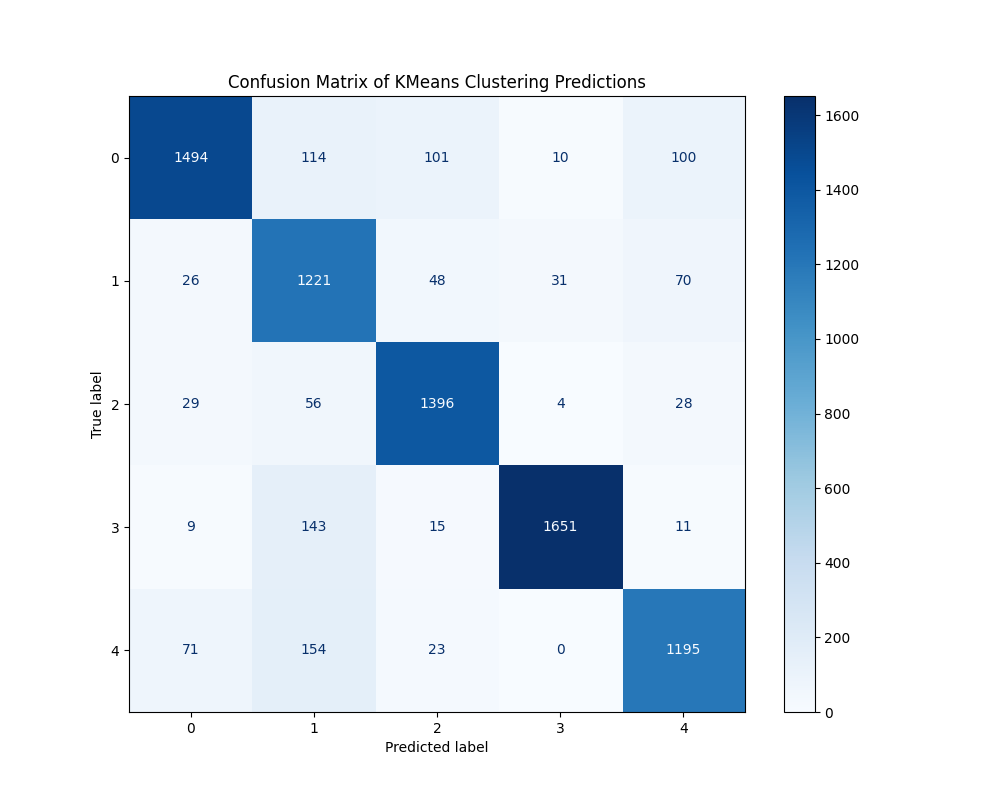 Confusion Matrix of KMeans Clustering Predictions
0 1494 114 101 10 100
1 26 1221 48 31 70
2 29 56 1396 4 28
3 9 143 15 1651 11
4 71 154 23 0 1195
0 1 2 3 4
Predicted label
True label
1600
1400
1200
1000
800
600
400
200
0